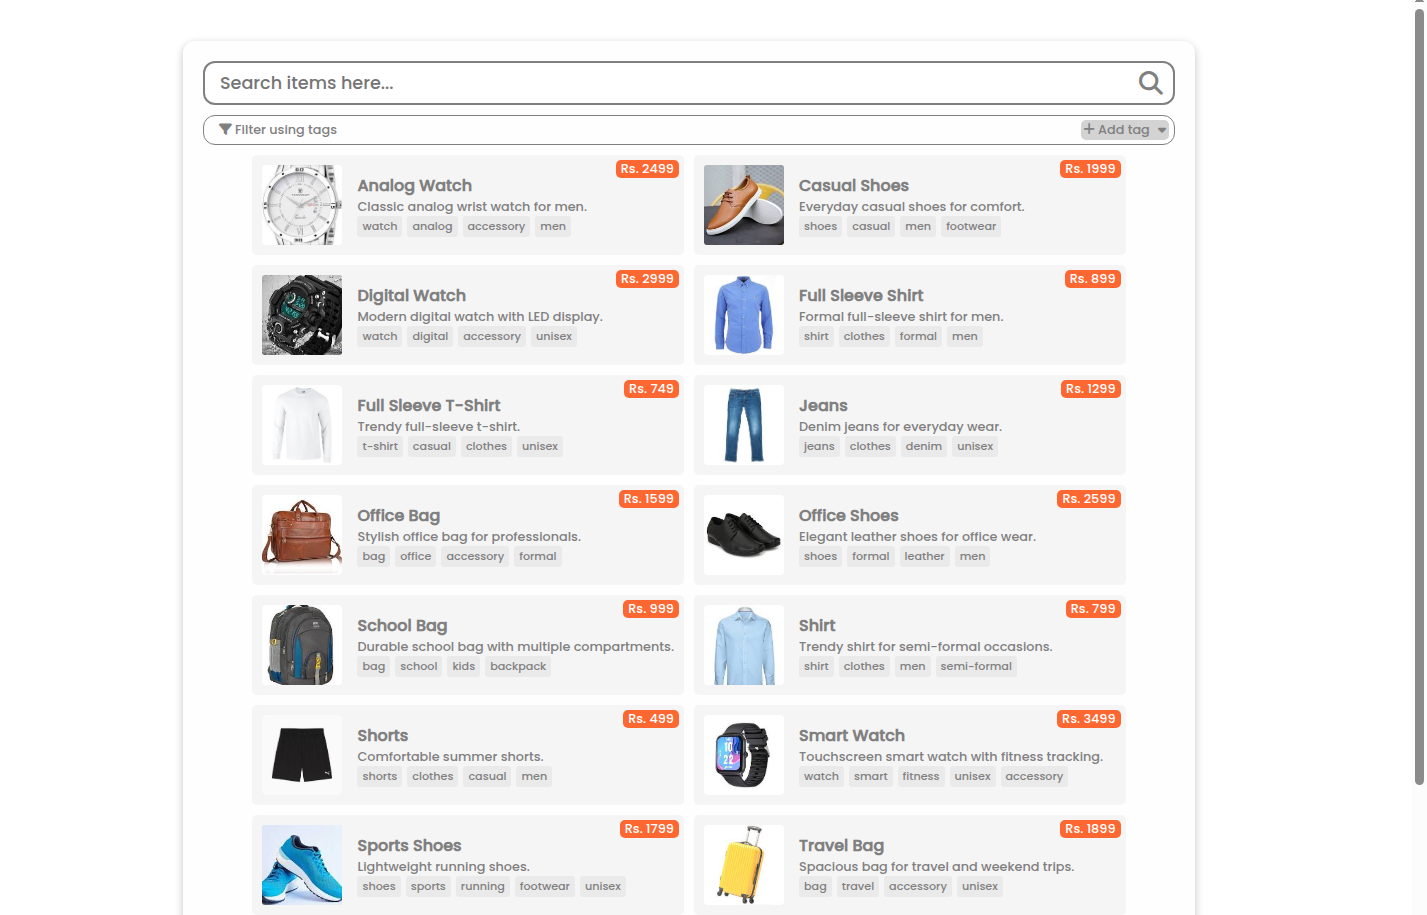 Search items here...
Filter using tags
Add tag
Rs. 2499
Analog Watch
Classic analog wrist watch for men.
watch analog accessory men
Rs. 1999
Casual Shoes
Everyday casual shoes for comfort.
shoes casual men footwear
Rs. 2999
Digital Watch
Modern digital watch with LED display.
watch digital accessory unisex
Rs. 899
Full Sleeve Shirt
Formal full-sleeve shirt for men.
shirt clothes formal men
Rs. 749
Full Sleeve T-Shirt
Trendy full-sleeve t-shirt.
t-shirt casual clothes unisex
Rs. 1299
Jeans
Denim jeans for everyday wear.
jeans clothes denim unisex
Rs. 1599
Office Bag
Stylish office bag for professionals.
bag office accessory formal
Rs. 2599
Office Shoes
Elegant leather shoes for office wear.
shoes formal leather men
Rs. 999
School Bag
Durable school bag with multiple compartments.
bag school kids backpack
Rs. 799
Shirt
Trendy shirt for semi-formal occasions.
shirt clothes men semi-formal
Rs. 499
Shorts
Comfortable summer shorts.
shorts clothes casual men
Rs. 3499
10
22
Smart Watch
Touchscreen smart watch with fitness tracking.
watch smart fitness unisex accessory
Rs. 1799
Sports Shoes
Lightweight running shoes.
shoes sports running footwear unisex
Rs. 1899
Travel Bag
Spacious bag for travel and weekend trips.
bag travel accessory unisex